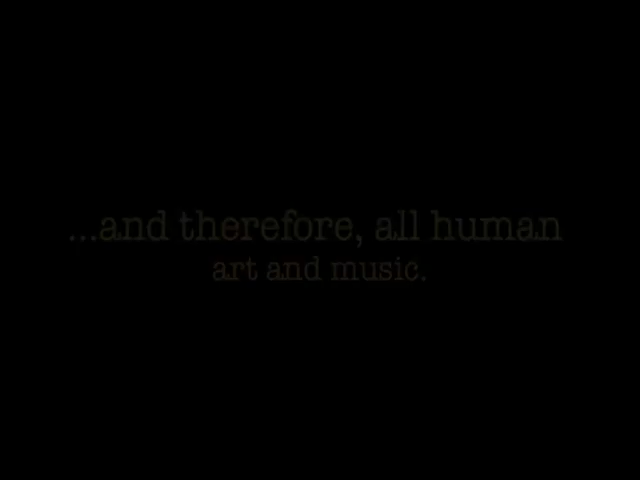 ...and therefore, all human
art and music.